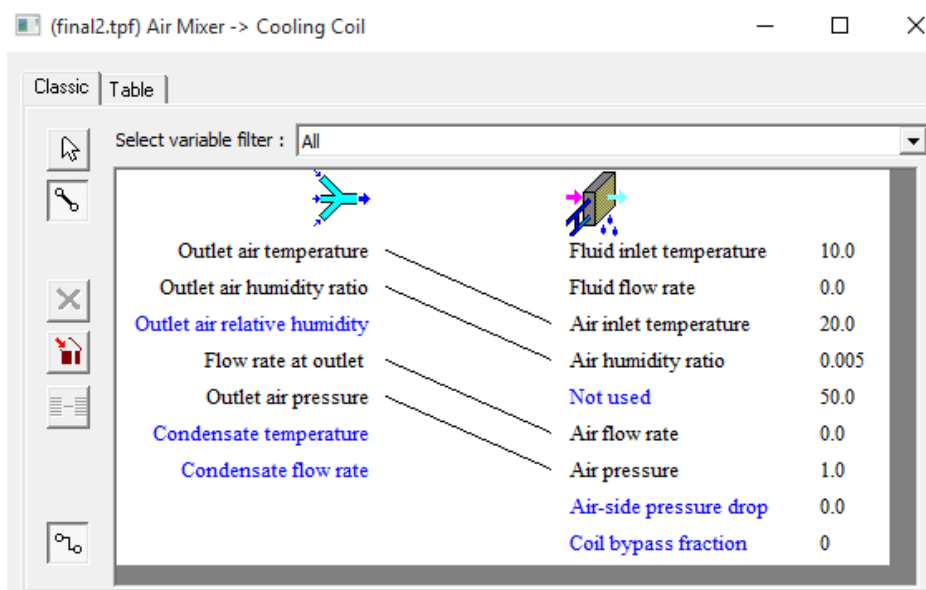 (final2.tpf) Air Mixer -> Cooling Coil
Classic Table
Select variable filter : All
Outlet air temperature Fluid inlet temperature 10.0
Outlet air humidity ratio Fluid flow rate 0.0
Outlet air relative humidity Air inlet temperature 20.0
Flow rate at outlet Air humidity ratio 0.005
Outlet air pressure Not used 50.0
Condensate temperature Air flow rate 0.0
Condensate flow rate Air pressure 1.0
Air-side pressure drop 0.0
Coil bypass fraction 0